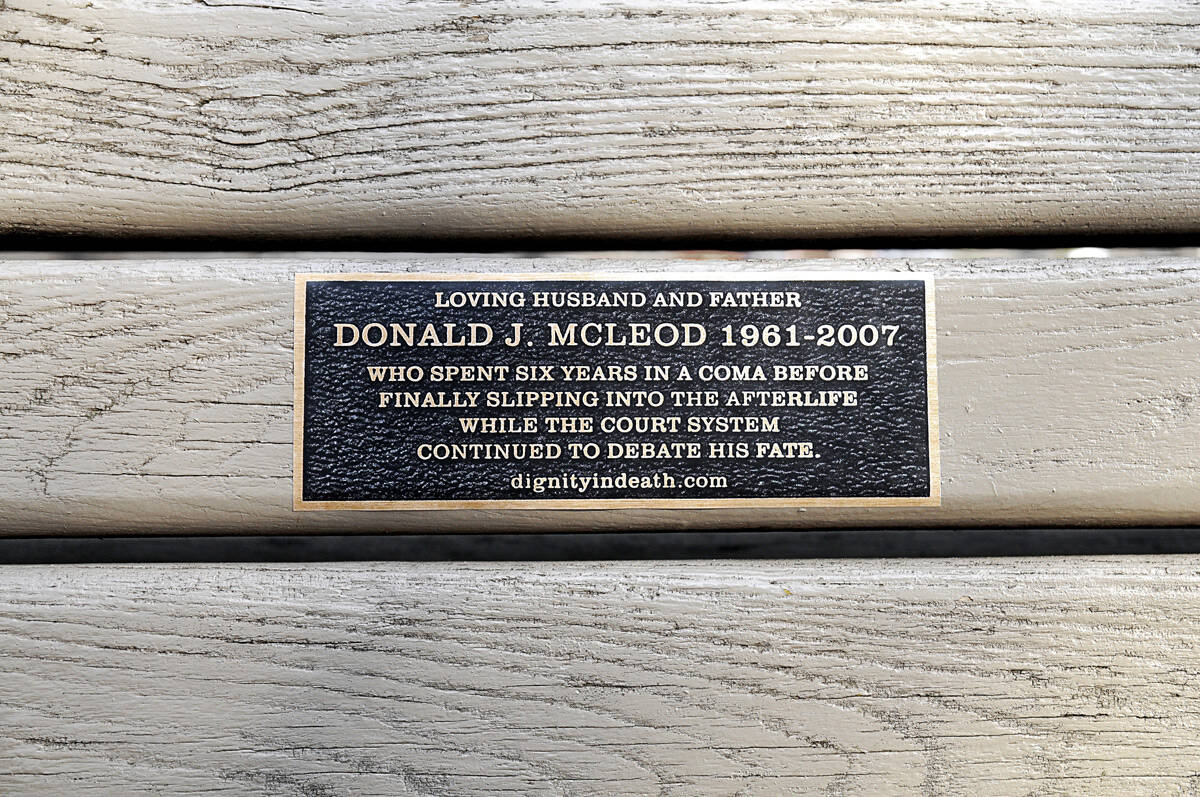 LOVING HUSBAND AND FATHER
DONALD J. MCLEOD 1961-2007
WHO SPENT SIX YEARS IN A COMA BEFORE
FINALLY SLIPPING INTO THE AFTERLIFE
WHILE THE COURT SYSTEM
CONTINUED TO DEBATE HIS FATE.
dignityindeath.com